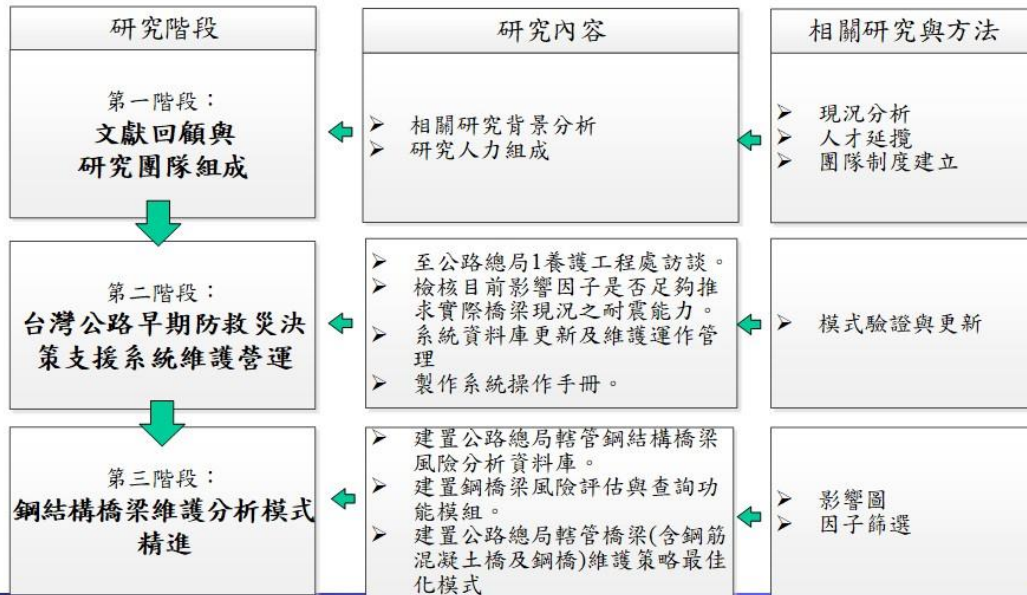 研究階段
研究內容
相關研究與方法
第一階段：
文獻回顧與
研究團隊組成
➢ 相關研究背景分析
➢ 研究人力組成
➢ 現況分析
➢ 人才延攬
➢ 團隊制度建立
第二階段：
台灣公路早期防救災決
策支援系統維護營運
➢ 至公路總局1養護工程處訪談。
➢ 檢核目前影響因子是否足夠推
求實際橋梁現況之耐震能力。
➢ 系統資料庫更新及維護運作管
理
➢ 製作系統操作手冊。
➢ 模式驗證與更新
第三階段：
鋼結構橋梁維護分析模式
精進
➢ 建置公路總局轄管鋼結構橋梁
風險分析資料庫。
➢ 建置鋼橋梁風險評估與查詢功
能模組。
➢ 建置公路總局轄管橋梁(含鋼筋
混凝土橋及鋼橋)維護策略最佳
化模式
➢ 影響圖
➢ 因子篩選